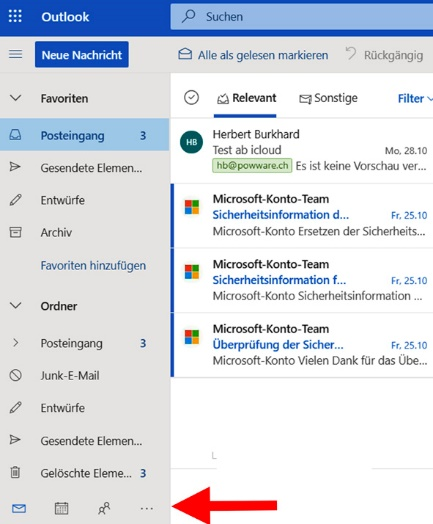 Outlook
Suchen
Neue Nachricht
Alle als gelesen markieren
Rückgängig
Favoriten
Posteingang 3
Gesendete Elemen...
Entwürfe
Archiv
Favoriten hinzufügen
Ordner
Posteingang 3
Junk-E-Mail
Entwürfe
Gesendete Elemen...
Gelöschte Eleme... 3
Relevant
Sonstige
Filter
HB
Herbert Burkhard
Test ab icloud Mo, 28.10
hb@powware.ch Es ist keine Vorschau ver...
Microsoft-Konto-Team
Sicherheitsinformation d... Fr, 25.10
Microsoft-Konto Ersetzen der Sicherheits...
Microsoft-Konto-Team
Sicherheitsinformation f... Fr, 25.10
Microsoft-Konto Sicherheitsinformation ...
Microsoft-Konto-Team
Überprüfung der Sicher... Fr, 25.10
Microsoft-Konto Vielen Dank für das Übe...